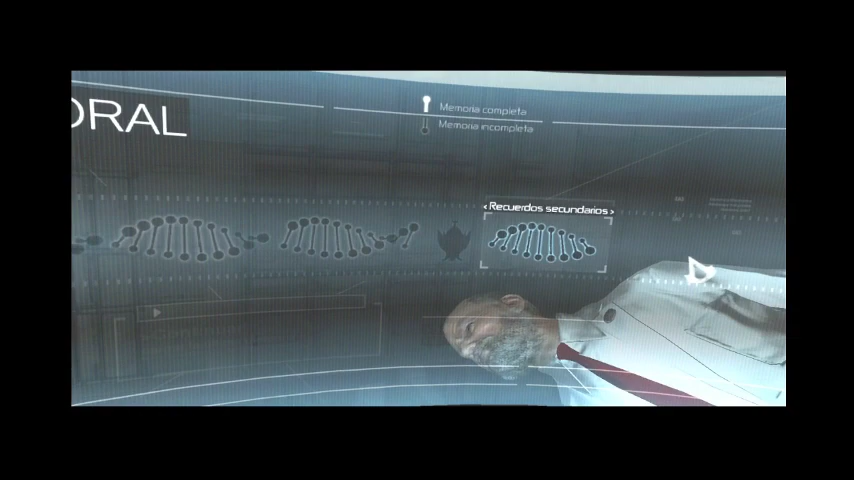 ORAL
Memoria completa
Memoria incompleta
‹Recuerdos secundarios›